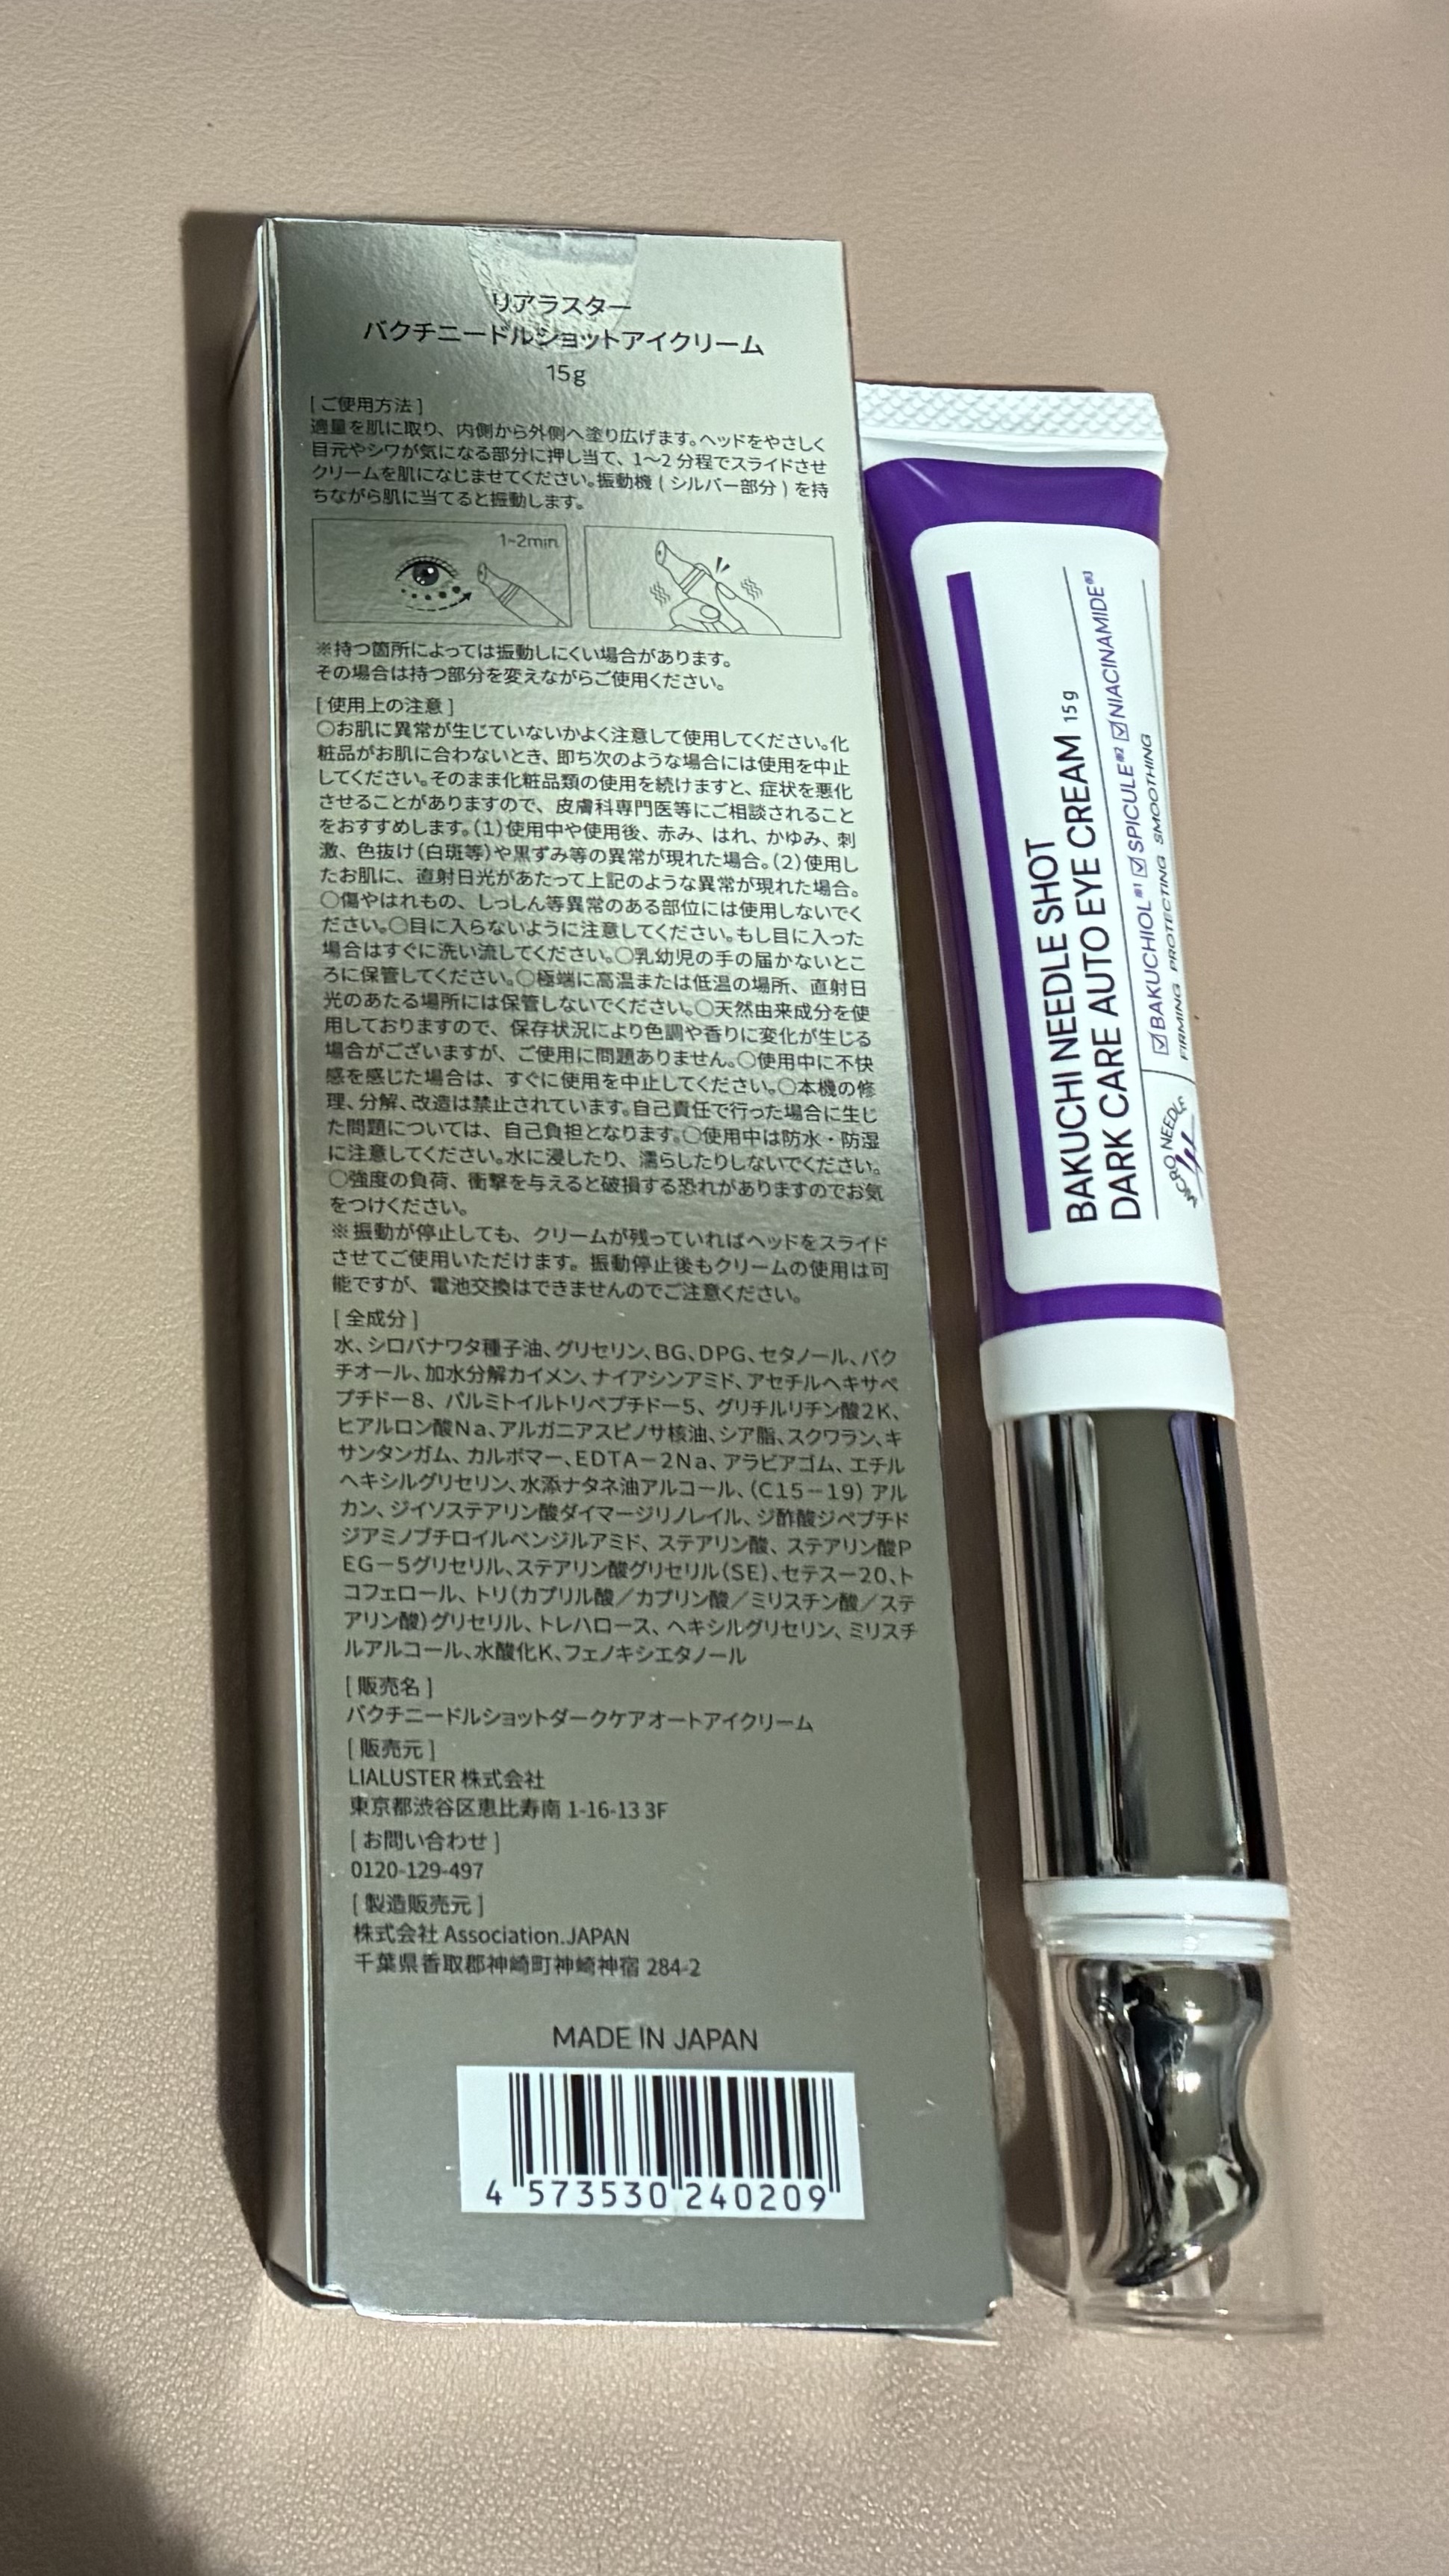 リアラスター
バクチニードルショットアイクリーム
15g
[ ご使用方法 ]
適量を肌に取り、内側から外側へ塗り広げます。ヘッドをやさしく
目元やシワが気になる部分に押し当て、1〜2 分程でスライドさせ
クリームを肌になじませてください。振動機 ( シルバー部分 ) を持
ちながら肌に当てると振動します。
1~2min
※持つ箇所によっては振動しにくい場合があります。
その場合は持つ部分を変えながらご使用ください。
[ 使用上の注意 ]
○お肌に異常が生じていないかよく注意して使用してください。化
粧品がお肌に合わないとき、即ち次のような場合には使用を中止
してください。そのまま化粧品類の使用を続けますと、症状を悪化
させることがありますので、皮膚科専門医等にご相談されること
をおすすめします。(1)使用中や使用後、赤み、はれ、かゆみ、刺
激、色抜け(白斑等)や黒ずみ等の異常が現れた場合。(2)使用し
たお肌に、直射日光があたって上記のような異常が現れた場合。
○傷やはれもの、しっしん等異常のある部位には使用しないでく
ださい。○目に入らないように注意してください。もし目に入った
場合はすぐに洗い流してください。○乳幼児の手の届かないとこ
ろに保管してください。○極端に高温または低温の場所、直射日
光のあたる場所には保管しないでください。○天然由来成分を使
用しておりますので、保存状況により色調や香りに変化が生じる
場合がございますが、ご使用に問題ありません。○使用中に不快
感を感じた場合は、すぐに使用を中止してください。○本機の修
理、分解、改造は禁止されています。自己責任で行った場合に生じ
た問題については、自己負担となります。○使用中は防水・防湿
に注意してください。水に浸したり、濡らしたりしないでください。
○強度の負荷、衝撃を与えると破損する恐れがありますのでお気
をつけください。
※振動が停止しても、クリームが残っていればヘッドをスライド
させてご使用いただけます。振動停止後もクリームの使用は可
能ですが、電池交換はできませんのでご注意ください。
[ 全成分 ]
水、シロバナワタ種子油、グリセリン、BG、DPG、セタノール、バク
チオール、加水分解カイメン、ナイアシンアミド、アセチルヘキサペ
プチドー8、パルミトイルトリペプチドー5、グリチルリチン酸2K、
ヒアルロン酸Na、アルガニアスピノサ核油、シア脂、スクワラン、キ
サンタンガム、カルボマー、EDTA－2Na、アラビアゴム、エチル
ヘキシルグリセリン、水添ナタネ油アルコール、(C15－19) アル
カン、ジイソステアリン酸ダイマージリノレイル、ジ酢酸ジペプチド
ジアミノブチロイルベンジルアミド、ステアリン酸、ステアリン酸P
EG－5グリセリル、ステアリン酸グリセリル(SE)、セテスー20、ト
コフェロール、トリ(カプリル酸／カプリン酸／ミリスチン酸／ステ
アリン酸)グリセリル、トレハロース、ヘキシルグリセリン、ミリスチ
ルアルコール、水酸化K、フェノキシエタノール
[ 販売名 ]
バクチニードルショットダークケアオートアイクリーム
[ 販売元 ]
LIALUSTER 株式会社
東京都渋谷区恵比寿南 1-16-13 3F
[ お問い合わせ ]
0120-129-497
[ 製造販売元 ]
株式会社 Association.JAPAN
千葉県香取郡神崎町神崎神宿 284-2
MADE IN JAPAN
4 573530 240209
BAKUCHI NEEDLE SHOT
DARK CARE AUTO EYE CREAM 15 g
☑BAKUCHIOL※1 ☑SPICULE※2 ☑NIACINAMIDE※3
FIRMING PROTECTING SMOOTHING
MICRO NEEDLE